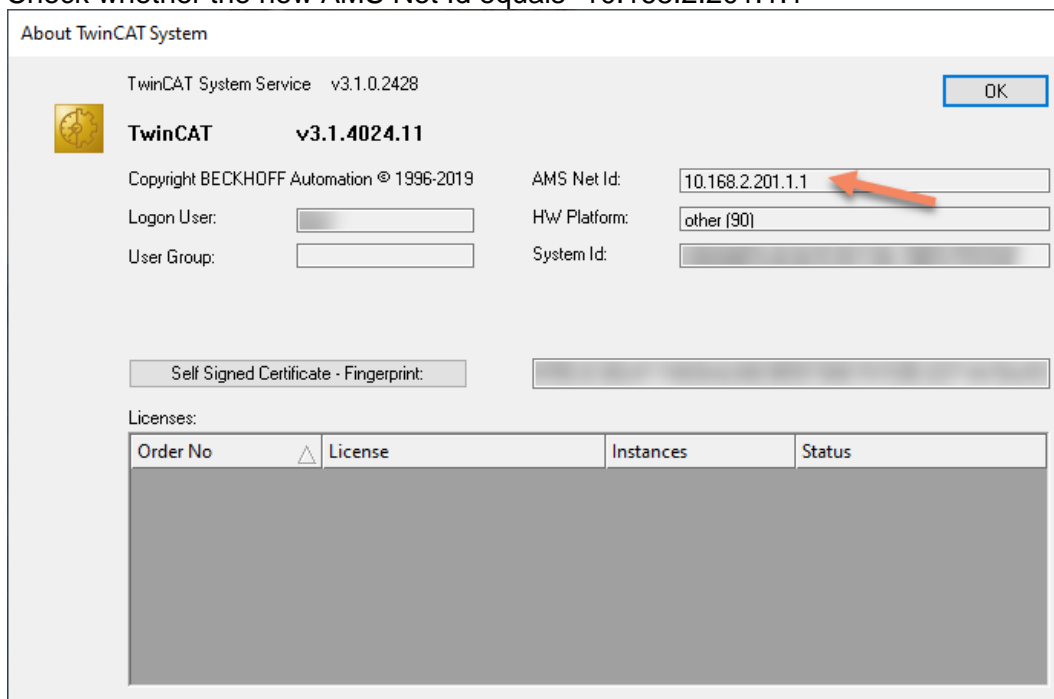 About TwinCAT System
TwinCAT System Service v3.1.0.2428
OK
TwinCAT v3.1.4024.11
Copyright BECKHOFF Automation © 1996-2019
AMS Net Id: 10.168.2.201.1.1
Logon User:
HW Platform: other (90)
User Group:
System Id:
Self Signed Certificate - Fingerprint:
Licenses:
Order No License Instances Status